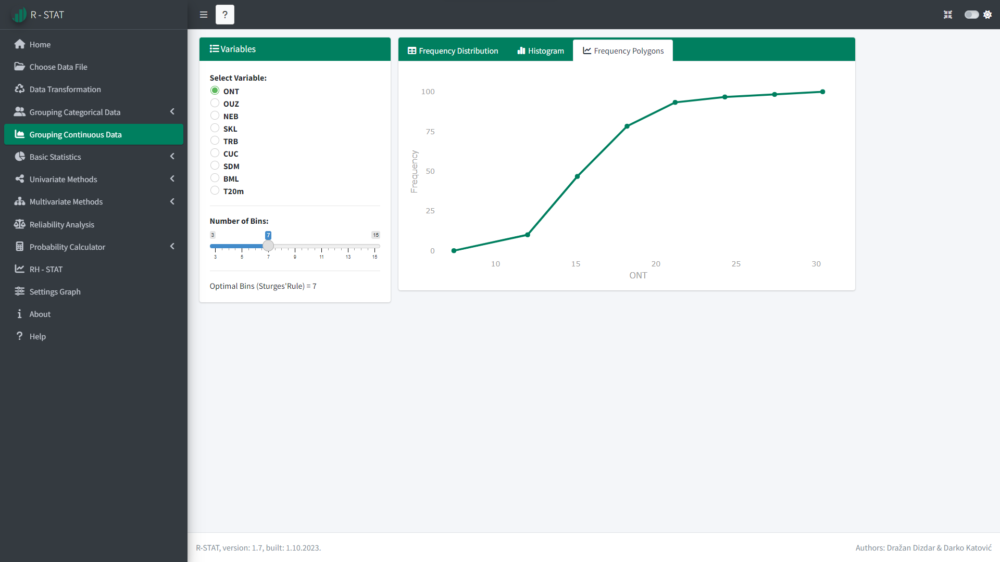 R - STAT
?
Home
Choose Data File
Data Transformation
Grouping Categorical Data
Grouping Continuous Data
Basic Statistics
Univariate Methods
Multivariate Methods
Reliability Analysis
Probability Calculator
RH - STAT
Settings Graph
About
Help
Variables
Select Variable:
ONT
OUZ
NEB
SKL
TRB
CUC
SDM
BML
T20m
Number of Bins:
3 7 15
3 5 7 9 11 13 15
Optimal Bins (Sturges'Rule) = 7
Frequency Distribution Histogram Frequency Polygons
100
75
50
25
0
Frequency
10 15 20 25 30
ONT
R-STAT, version: 1.7, built: 1.10.2023.
Authors: Dražan Dizdar & Darko Katović